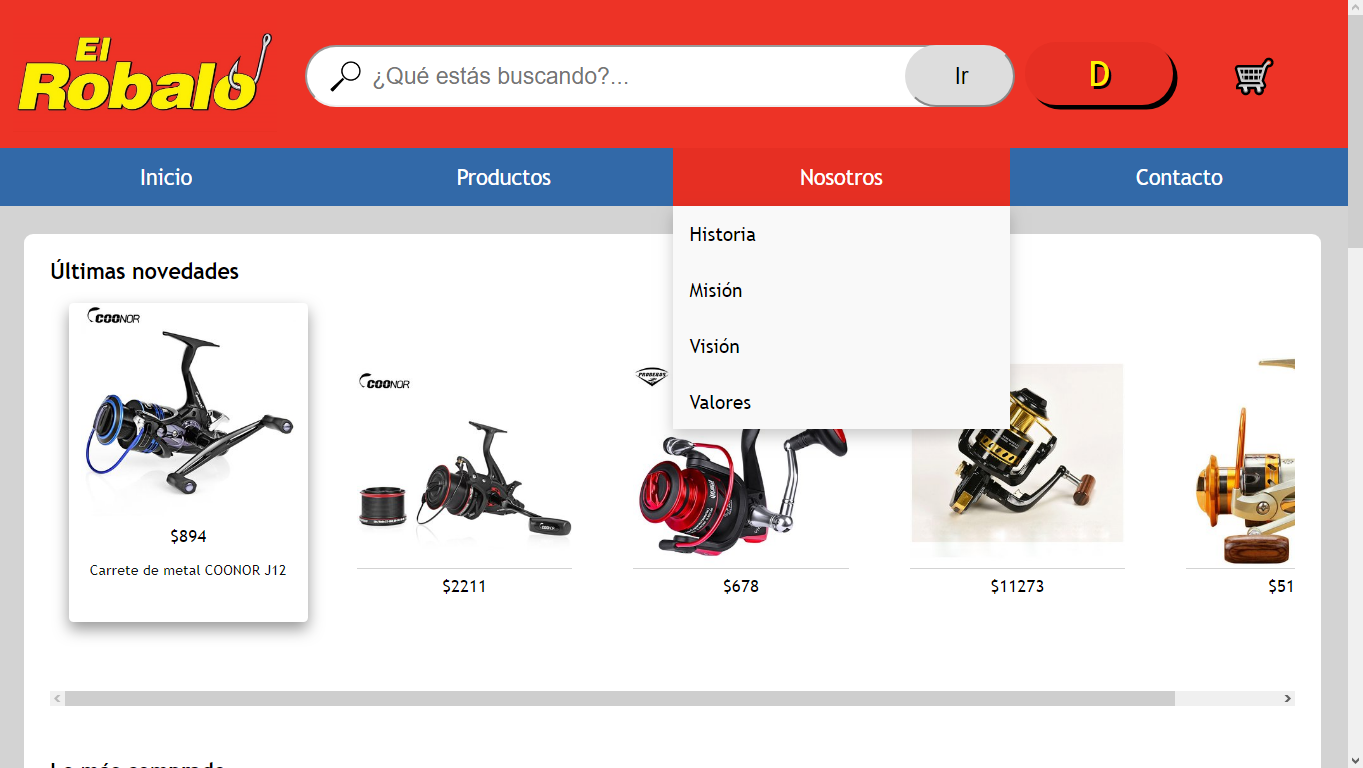 El
Robalo
¿Qué estás buscando?...
Ir
D
Inicio
Productos
Nosotros
Contacto
Historia
Misión
Visión
Valores
Últimas novedades
COONOR
$894
Carrete de metal COONOR J12
COONOR
$2211
PROBEROS
$678
$11273
$51